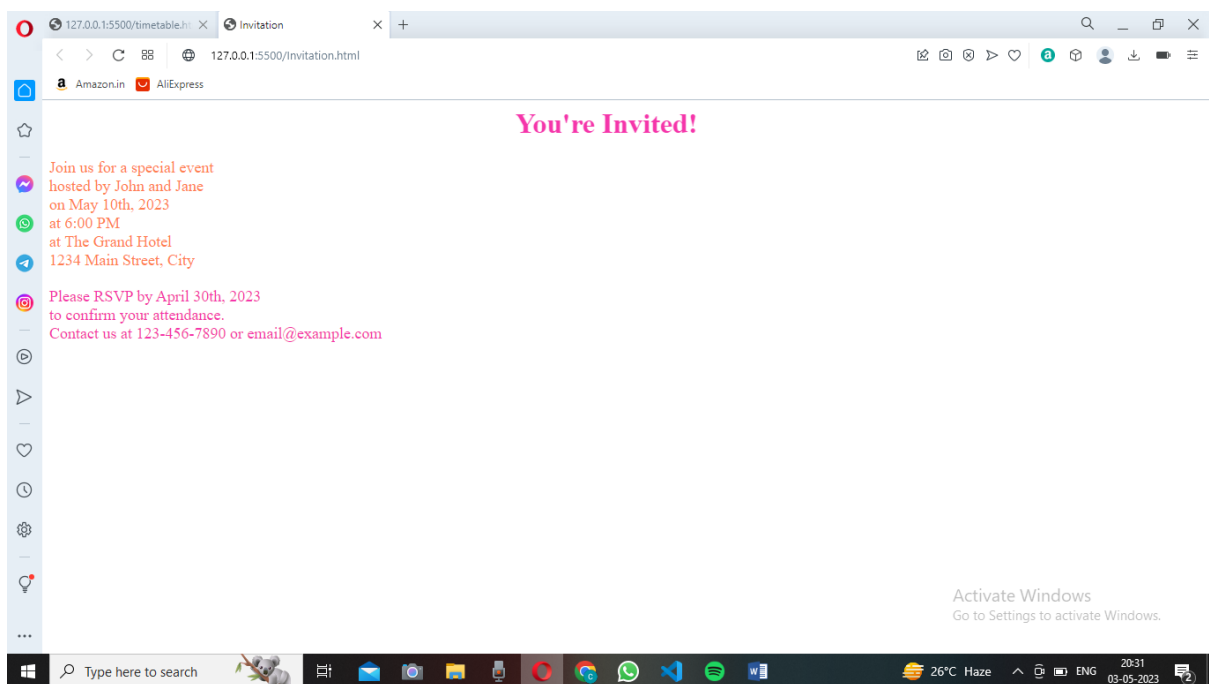 127.0.0.1:5500/timetable.h
Invitation
127.0.0.1:5500/Invitation.html
Amazon.in
AliExpress
You're Invited!
Join us for a special event
hosted by John and Jane
on May 10th, 2023
at 6:00 PM
at The Grand Hotel
1234 Main Street, City
Please RSVP by April 30th, 2023
to confirm your attendance.
Contact us at 123-456-7890 or email@example.com
Activate Windows
Go to Settings to activate Windows.
Type here to search
26°C Haze
ENG
20:31
03-05-2023
2